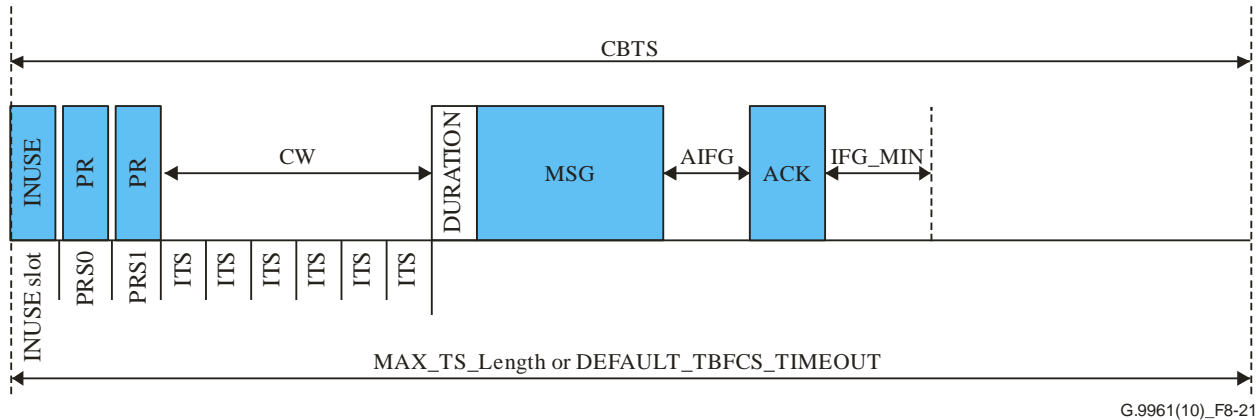 CBTS
INUSE
PR
PR
CW
DURATION
MSG
AIFG
ACK
IFG_MIN
INUSE slot
PRS0
PRS1
ITS
ITS
ITS
ITS
ITS
ITS
MAX_TS_Length or DEFAULT_TBFCS_TIMEOUT
G.9961(10)_F8-21